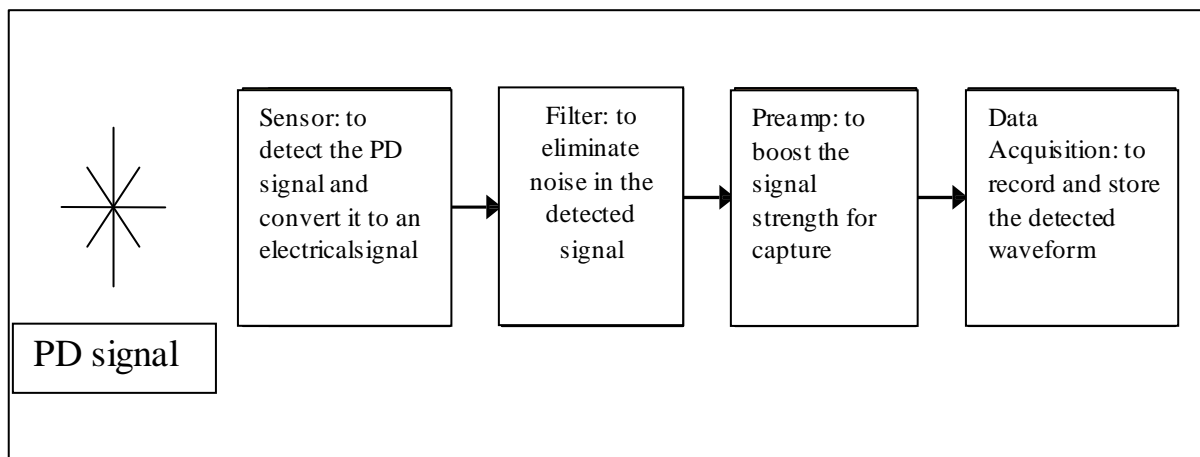 Sensor: to
detect the PD
signal and
convert it to an
electricalsignal
Filter: to
eliminate
noise in the
detected
signal
Preamp: to
boost the
signal
strength for
capture
Data
Acquisition: to
record and store
the detected
waveform
PD signal